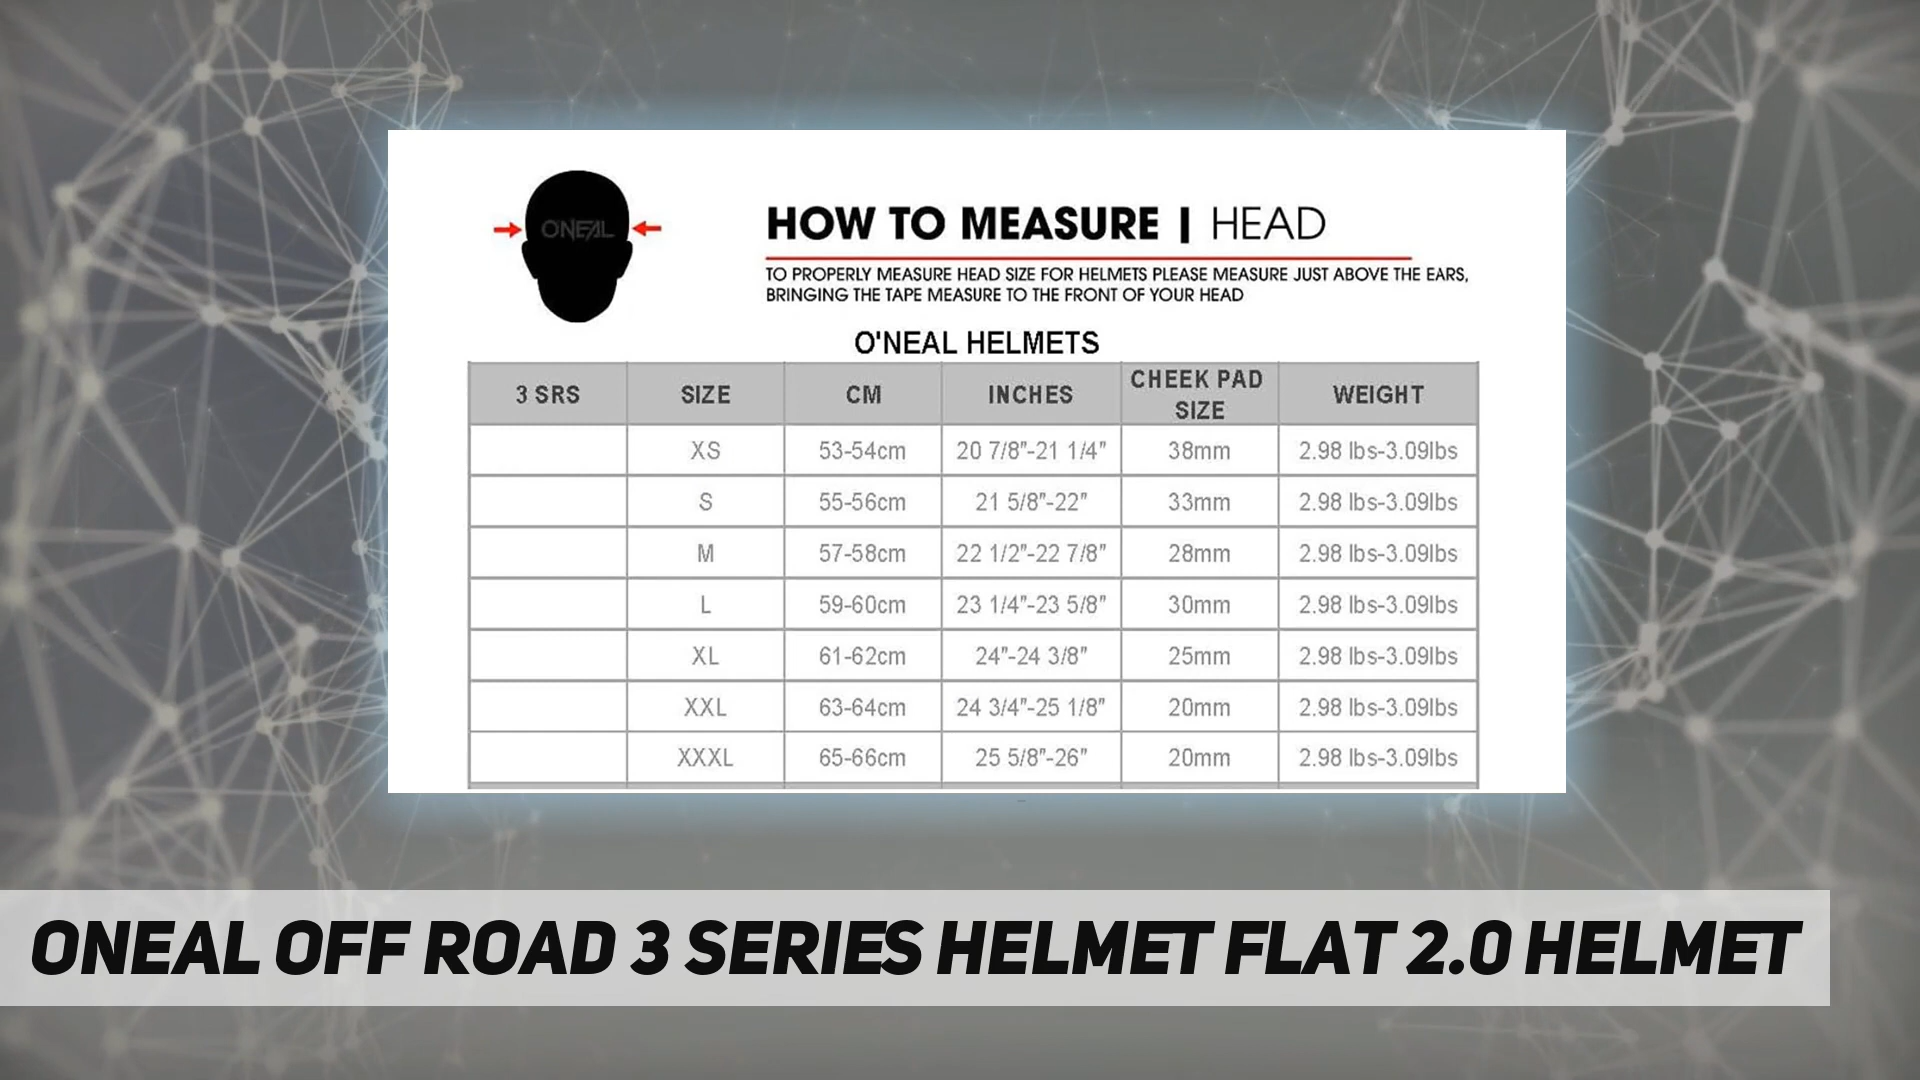 O'NEAL
HOW TO MEASURE | HEAD
TO PROPERLY MEASURE HEAD SIZE FOR HELMETS PLEASE MEASURE JUST ABOVE THE EARS,
BRINGING THE TAPE MEASURE TO THE FRONT OF YOUR HEAD
O'NEAL HELMETS
3 SRS SIZE CM INCHES CHEEK PAD SIZE WEIGHT
XS 53-54cm 20 7/8"-21 1/4" 38mm 2.98 lbs-3.09lbs
S 55-56cm 21 5/8"-22" 33mm 2.98 lbs-3.09lbs
M 57-58cm 22 1/2"-22 7/8" 28mm 2.98 lbs-3.09lbs
L 59-60cm 23 1/4"-23 5/8" 30mm 2.98 lbs-3.09lbs
XL 61-62cm 24"-24 3/8" 25mm 2.98 lbs-3.09lbs
XXL 63-64cm 24 3/4"-25 1/8" 20mm 2.98 lbs-3.09lbs
XXXL 65-66cm 25 5/8"-26" 20mm 2.98 lbs-3.09lbs
ONEAL OFF ROAD 3 SERIES HELMET FLAT 2.0 HELMET